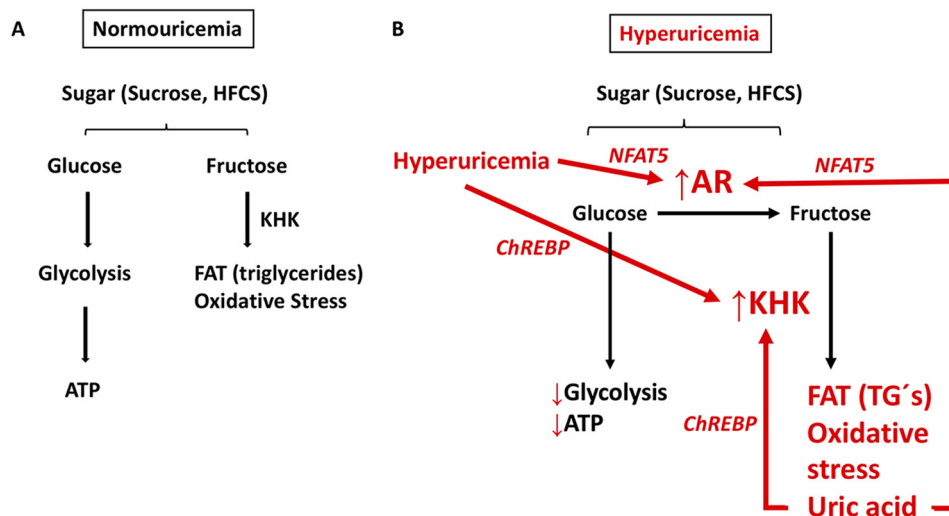 A
Normouricemia
Sugar (Sucrose, HFCS)
Glucose
Fructose
KHK
Glycolysis
FAT (triglycerides)
Oxidative Stress
ATP
B
Hyperuricemia
Sugar (Sucrose, HFCS)
Hyperuricemia
NFAT5
↑AR
NFAT5
Glucose
Fructose
ChREBP
↑KHK
↓Glycolysis
↓ATP
ChREBP
FAT (TG´s)
Oxidative
stress
Uric acid